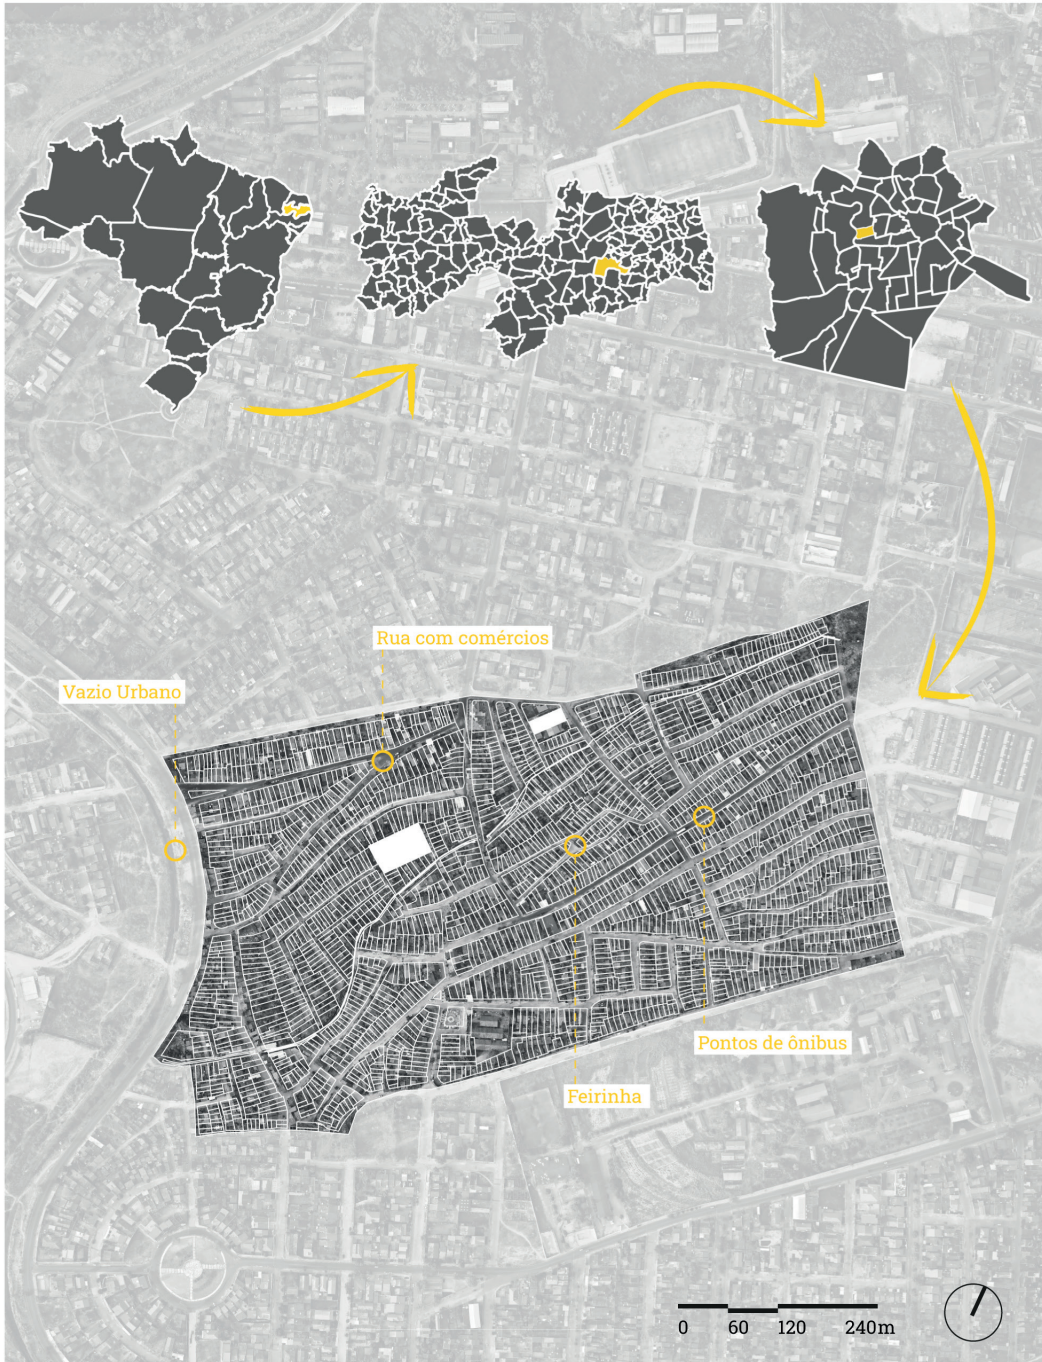 Rua com comércios
Vazio Urbano
Pontos de ônibus
Feirinha
0 60 120 240m